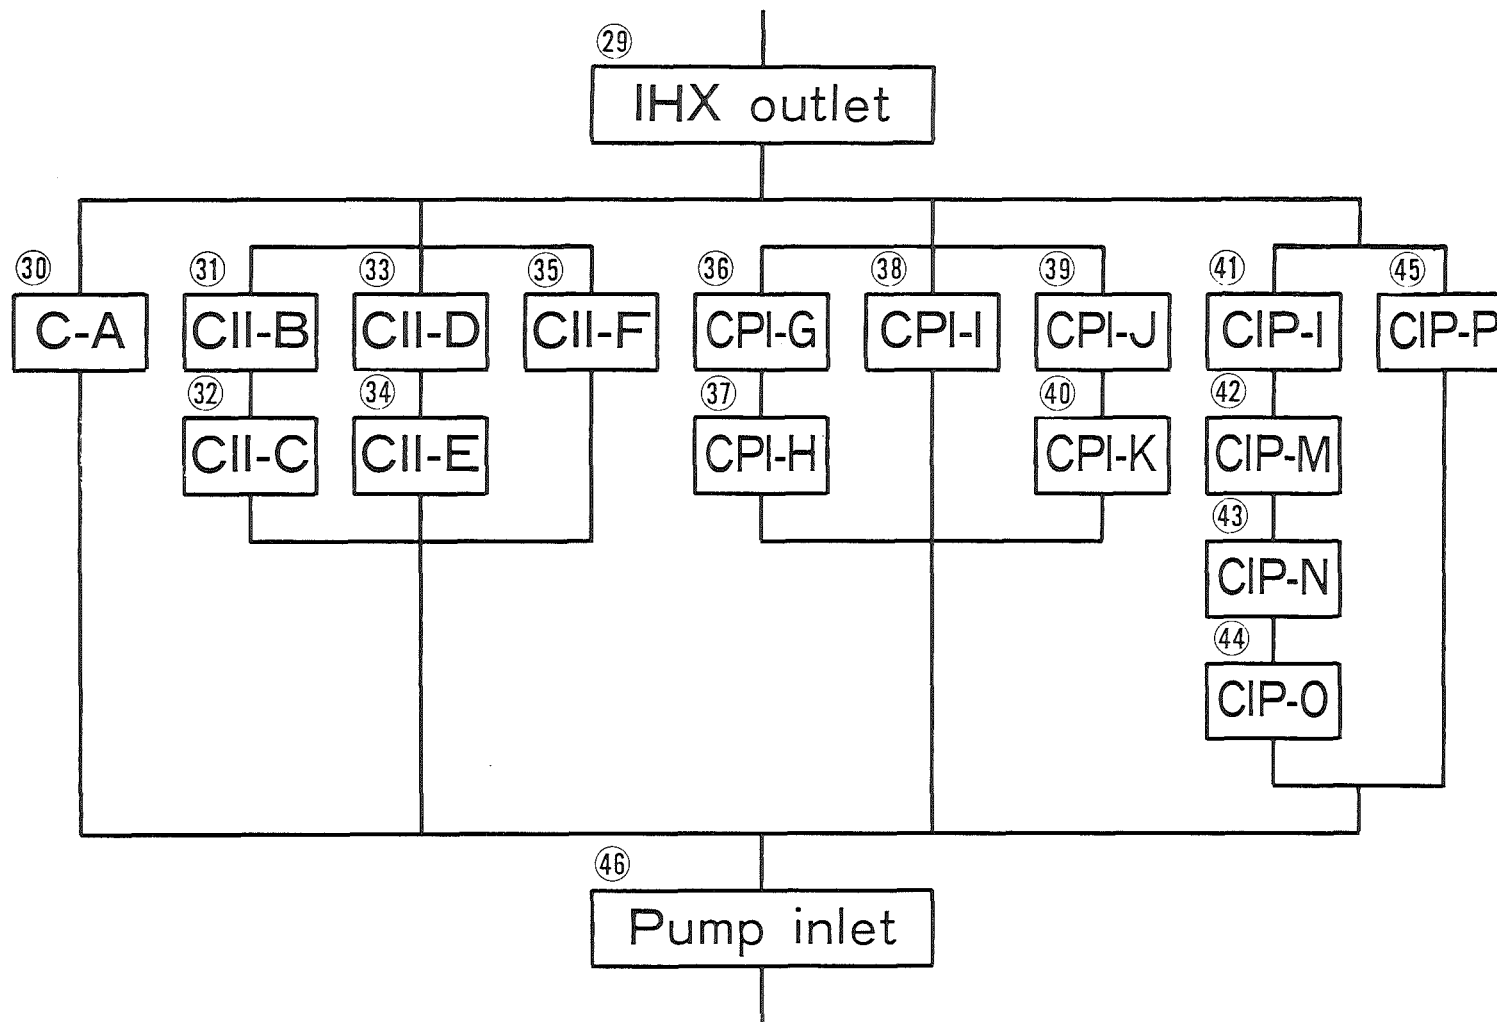 ㉙
IHX outlet
㉚ ㉛ ㉝ ㉟ ㊱ ㊳ ㊴ ㊶ ㊺
C-A CII-B CII-D CII-F CPI-G CPI-I CPI-J CIP-I CIP-P
㉜ ㉞ ㊲ ㊵ ㊷
CII-C CII-E CPI-H CPI-K CIP-M
㊸
CIP-N
㊹
CIP-O
㊻
Pump inlet